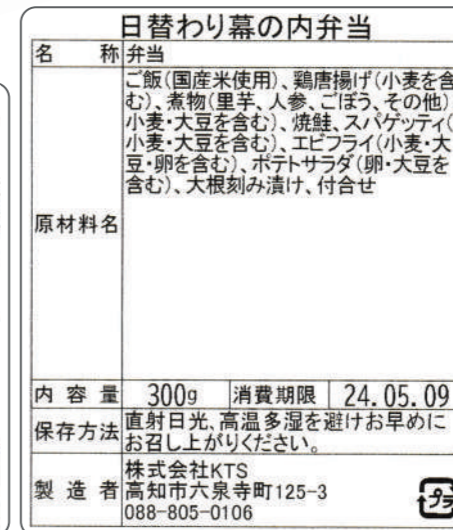 日替わり幕の内弁当
名称 弁当
原材料名 ご飯(国産米使用)、鶏唐揚げ(小麦を含
む)、煮物(里芋、人参、ごぼう、その他)
小麦・大豆を含む)、焼鮭、スパゲッティ(
小麦・大豆を含む)、エビフライ(小麦・大
豆・卵を含む)、ポテトサラダ(卵・大豆を
含む)、大根刻み漬け、付合せ
内容量 300g 消費期限 24.05.09
保存方法 直射日光、高温多湿を避けお早めに
お召し上がりください。
製造者 株式会社KTS
高知市六泉寺町125-3
088-805-0106
プラ